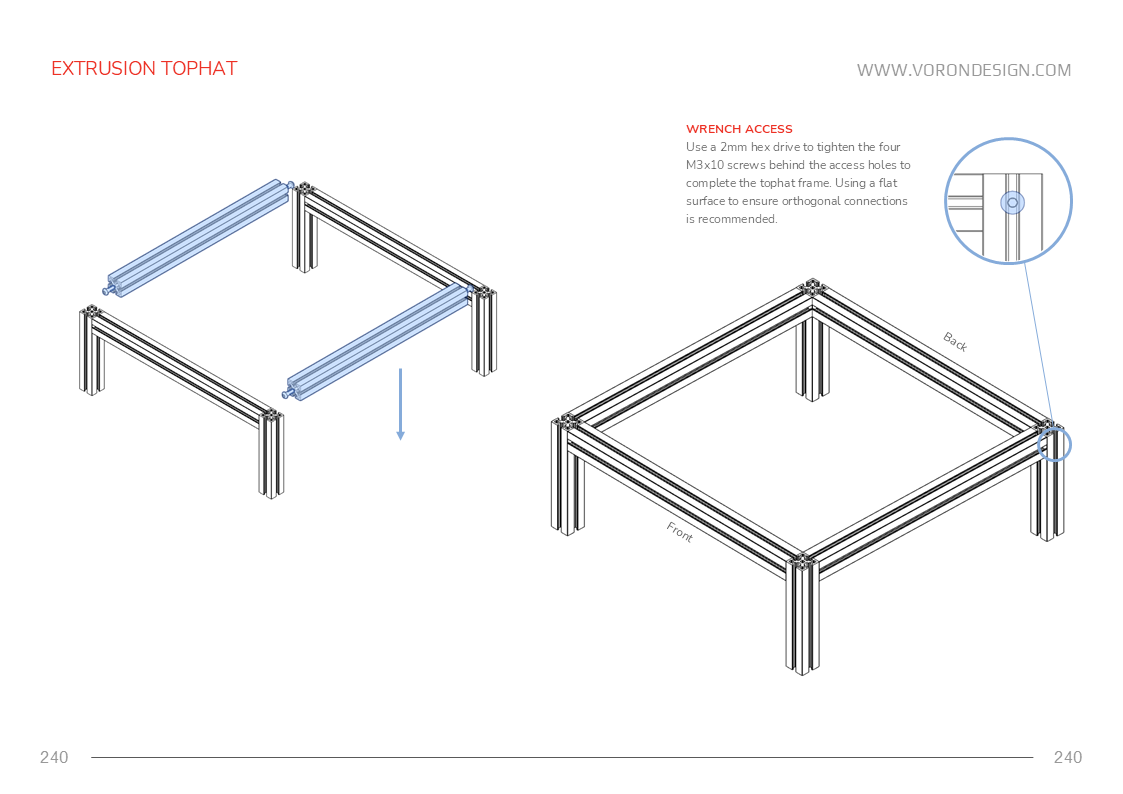 EXTRUSION TOPHAT
WWW.VORONDESIGN.COM
WRENCH ACCESS
Use a 2mm hex drive to tighten the four
M3x10 screws behind the access holes to
complete the tophat frame. Using a flat
surface to ensure orthogonal connections
is recommended.
Back
Front
240
240